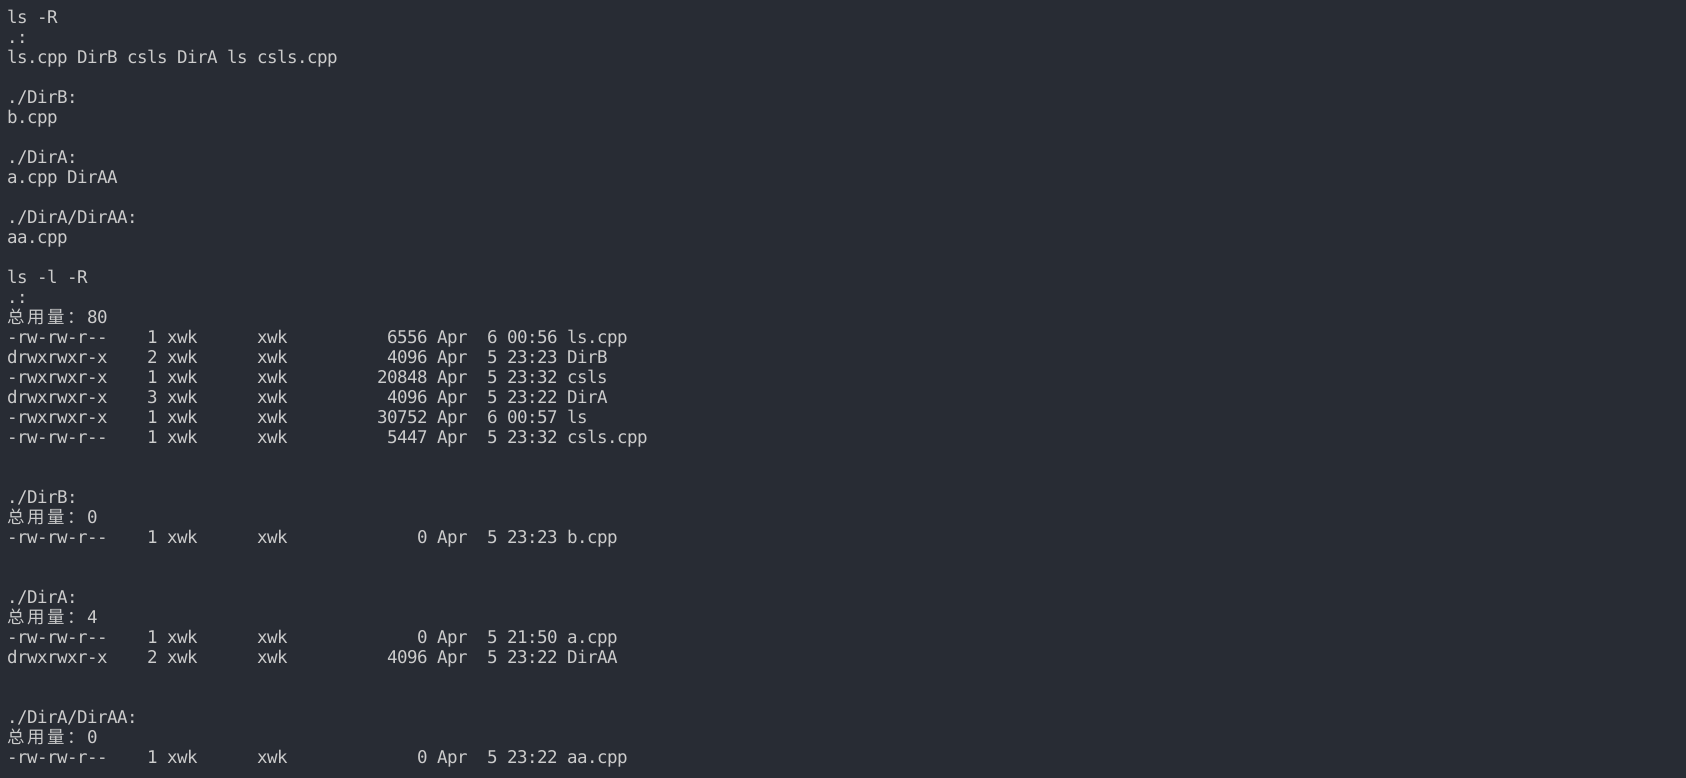 ls -R
.:
ls.cpp DirB csls DirA ls csls.cpp
./DirB:
b.cpp
./DirA:
a.cpp DirAA
./DirA/DirAA:
aa.cpp
ls -l -R
.:
总用量: 80
-rw-rw-r--    1 xwk      xwk          6556 Apr  6 00:56 ls.cpp
drwxrwxr-x    2 xwk      xwk          4096 Apr  5 23:23 DirB
-rwxrwxr-x    1 xwk      xwk         20848 Apr  5 23:32 csls
drwxrwxr-x    3 xwk      xwk          4096 Apr  5 23:22 DirA
-rwxrwxr-x    1 xwk      xwk         30752 Apr  6 00:57 ls
-rw-rw-r--    1 xwk      xwk          5447 Apr  5 23:32 csls.cpp
./DirB:
总用量: 0
-rw-rw-r--    1 xwk      xwk             0 Apr  5 23:23 b.cpp
./DirA:
总用量: 4
-rw-rw-r--    1 xwk      xwk             0 Apr  5 21:50 a.cpp
drwxrwxr-x    2 xwk      xwk          4096 Apr  5 23:22 DirAA
./DirA/DirAA:
总用量: 0
-rw-rw-r--    1 xwk      xwk             0 Apr  5 23:22 aa.cpp